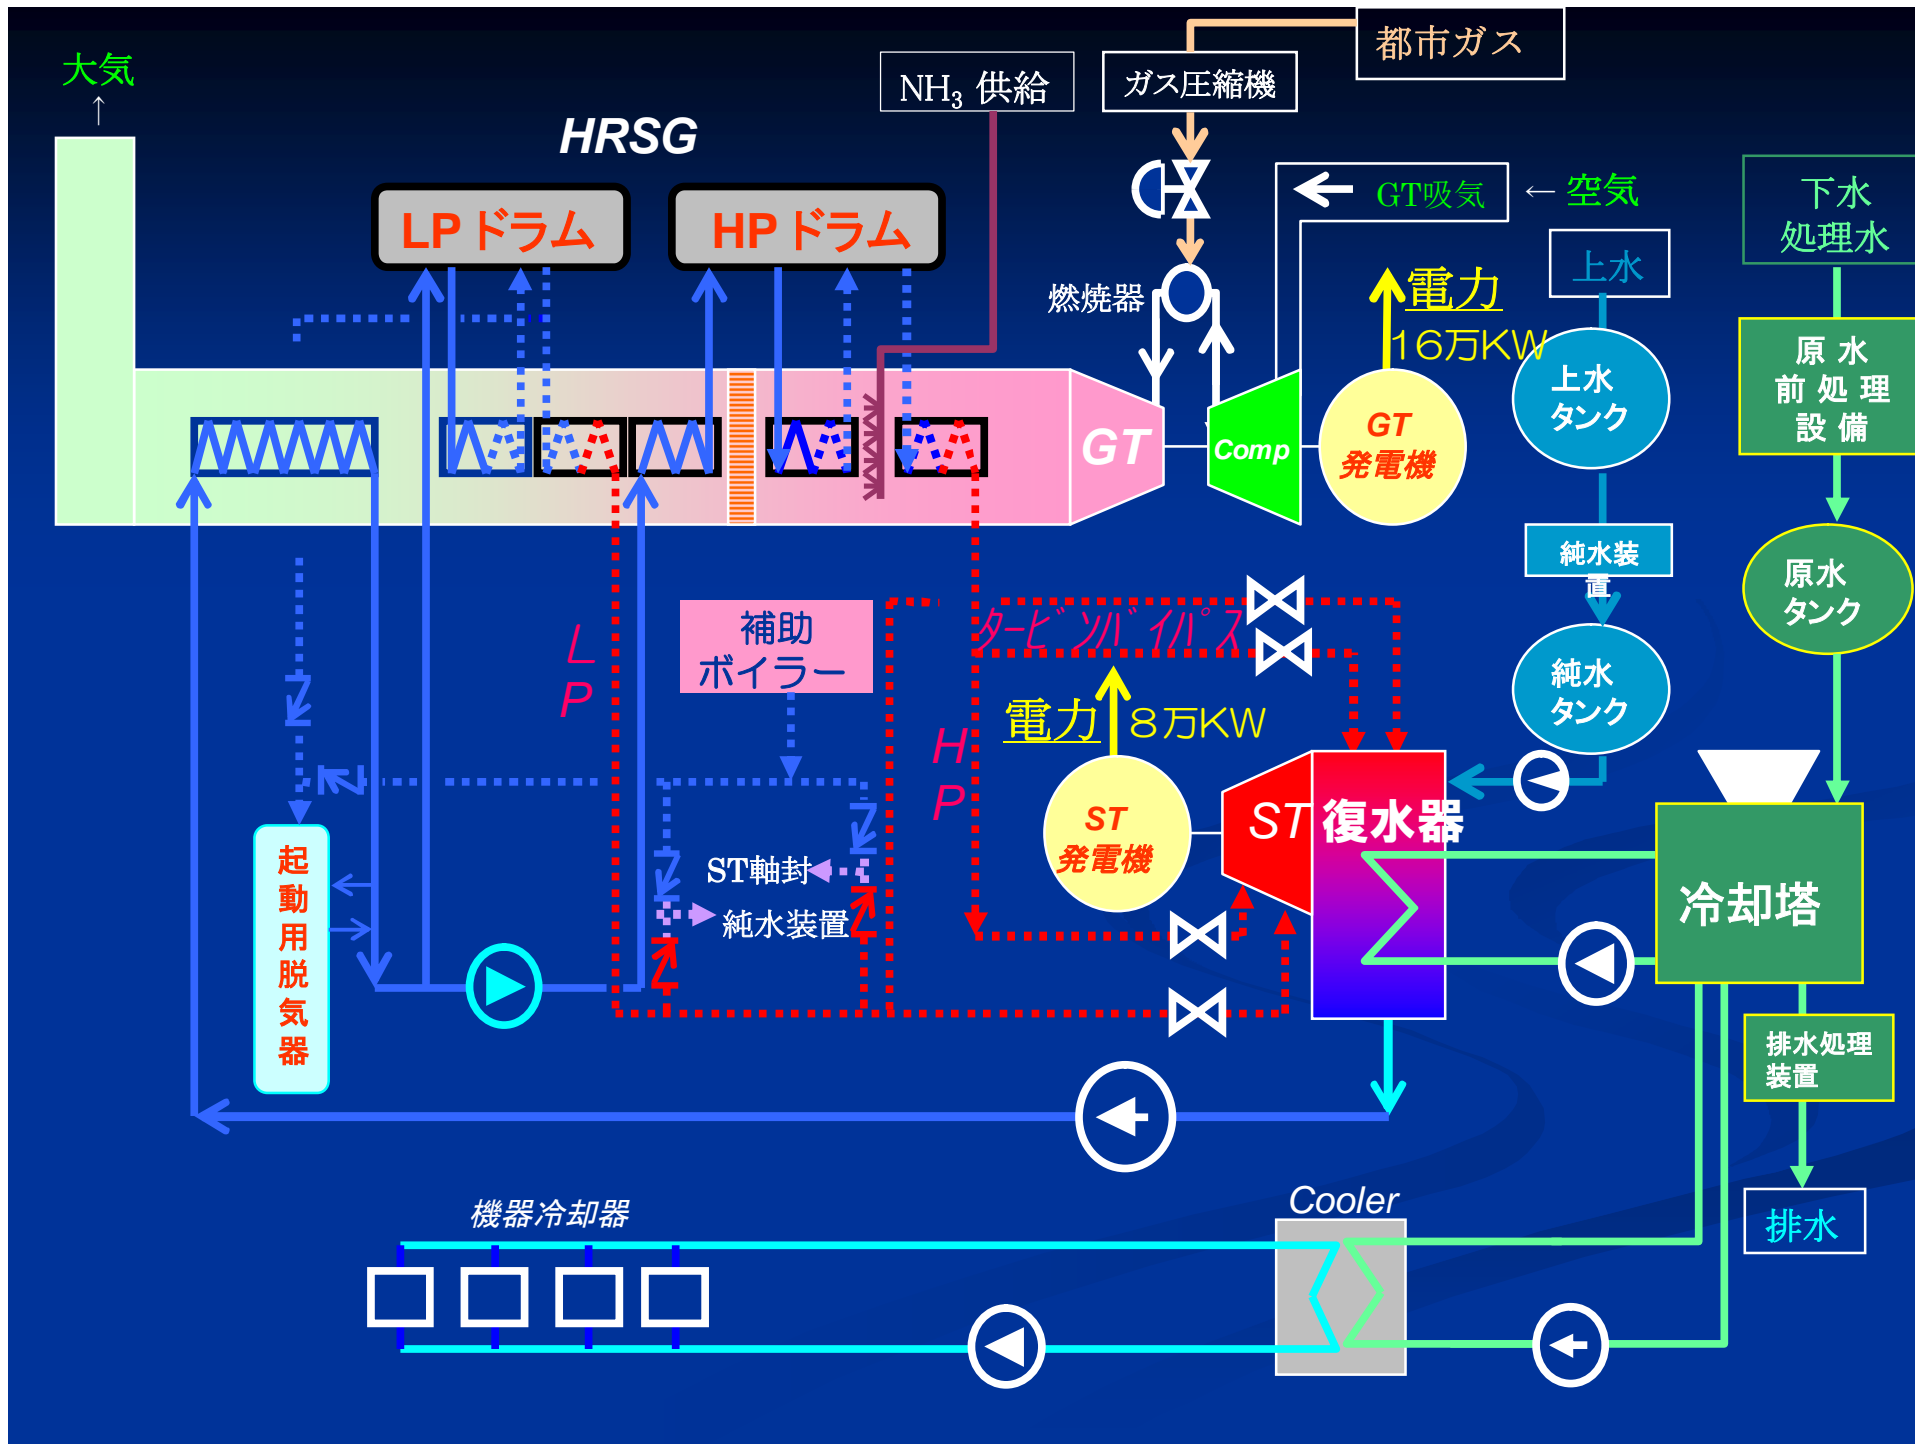 都市ガス
大気
↑
NH₃ 供給
ガス圧縮機
HRSG
LP ドラム
HP ドラム
GT吸気
← 空気
下水
処理水
上水
燃焼器
電力
16万KW
原 水
前 処 理
設 備
上水
タンク
GT
Comp
GT
発電機
純水装
置
原水
タンク
補助
ボイラー
L
P
タービンバイパス
純水
タンク
電力
8万KW
H
P
ST
発電機
ST
復水器
起
動
用
脱
気
器
ST軸封
純水装置
冷却塔
排水処理
装置
排水
機器冷却器
Cooler